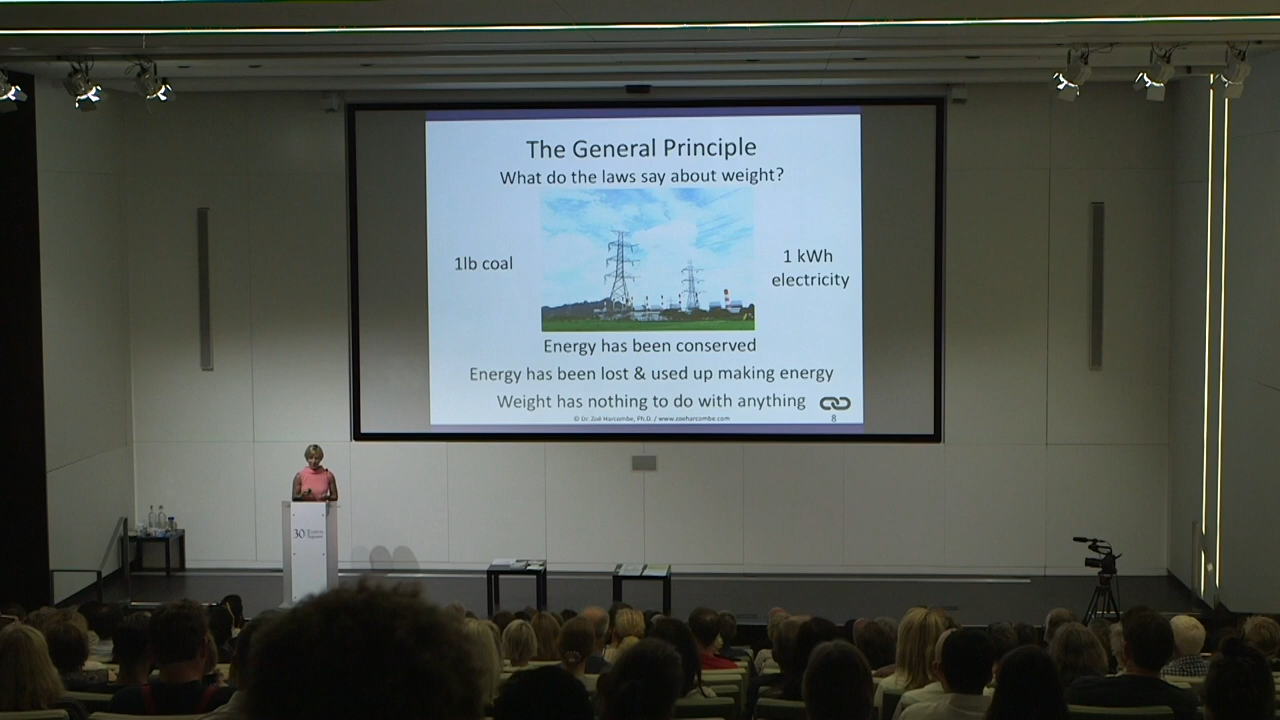 The General Principle
What do the laws say about weight?
1lb coal
1 kWh
electricity
Energy has been conserved
Energy has been lost & used up making energy
Weight has nothing to do with anything
© Dr. Zoë Harcombe, Ph.D. / www.zoeharcombe.com
8
30 Euston
Square